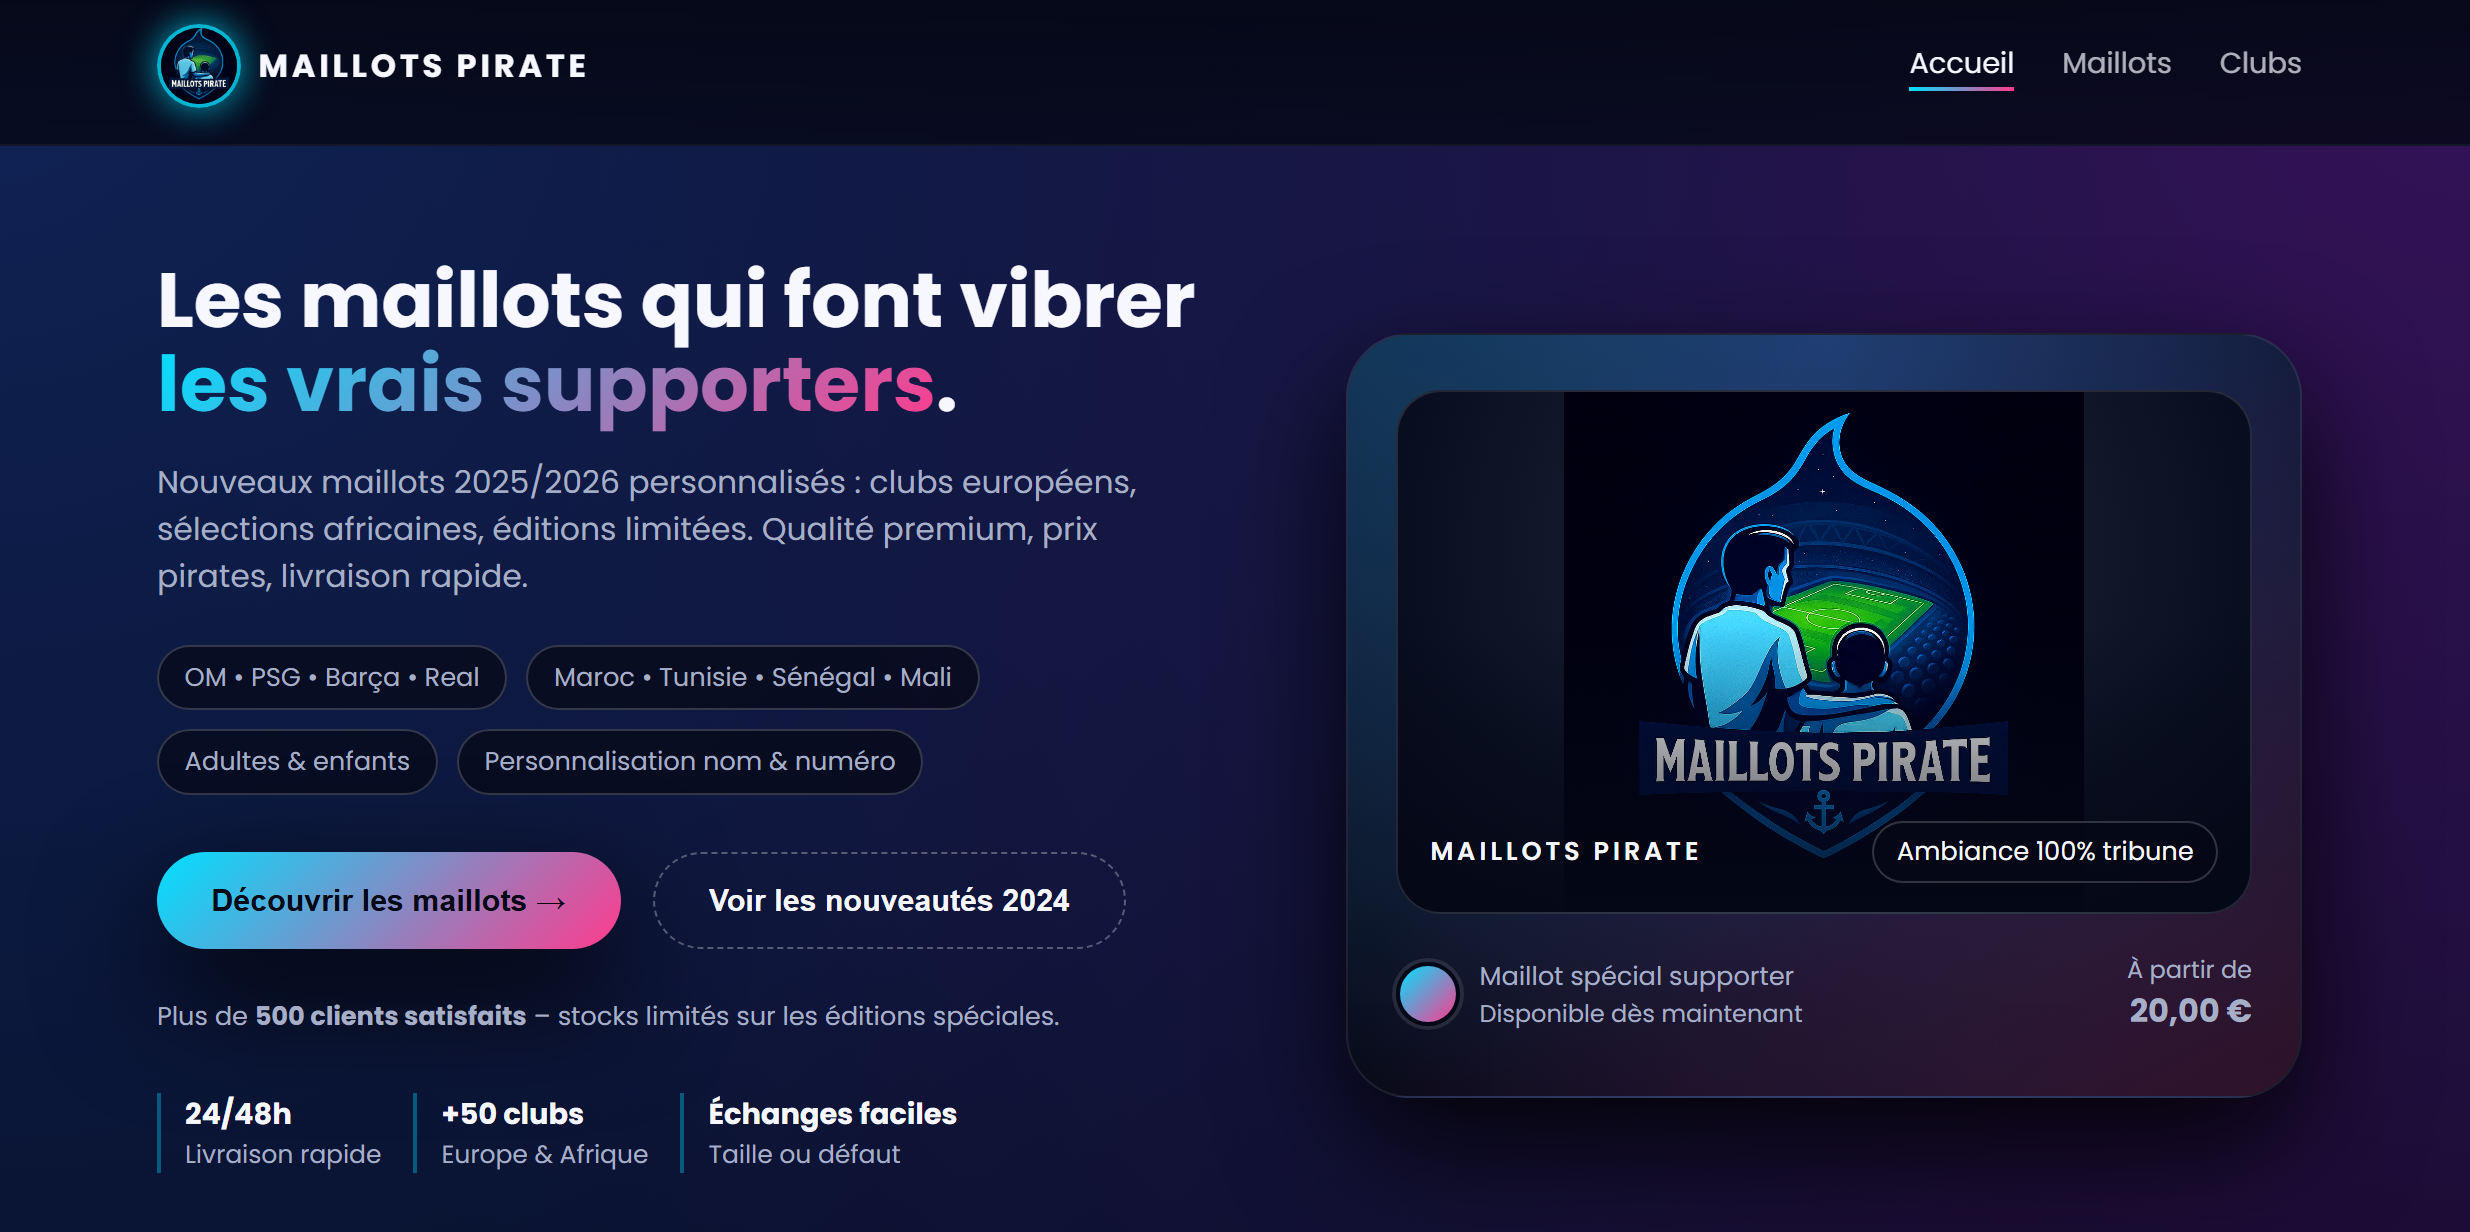 MAILLOTS PIRATE
MAILLOTS PIRATE
Accueil
Maillots
Clubs
Les maillots qui font vibrer
les vrais supporters.
Nouveaux maillots 2025/2026 personnalisés : clubs européens,
sélections africaines, éditions limitées. Qualité premium, prix
pirates, livraison rapide.
OM • PSG • Barça • Real
Maroc • Tunisie • Sénégal • Mali
Adultes & enfants
Personnalisation nom & numéro
Découvrir les maillots →
Voir les nouveautés 2024
Plus de 500 clients satisfaits – stocks limités sur les éditions spéciales.
24/48h
Livraison rapide
+50 clubs
Europe & Afrique
Échanges faciles
Taille ou défaut
MAILLOTS PIRATE
MAILLOTS PIRATE
Ambiance 100% tribune
Maillot spécial supporter
Disponible dès maintenant
À partir de
20,00 €